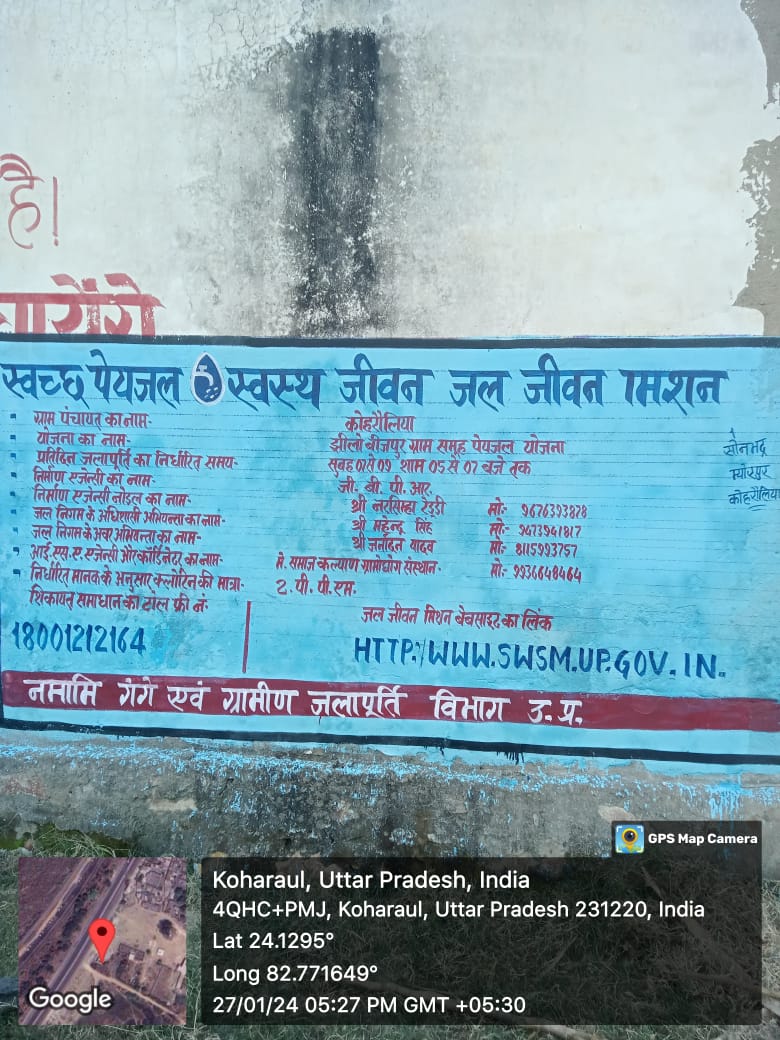 है।
स्वच्छ पेयजल स्वस्थ जीवन जल जीवन मिशन
ग्राम पंचायत का नाम- कोहरौलिया
योजना का नाम- झीलो बीजपुर ग्राम समूह पेयजल योजना
प्रतिदिन जलापूर्ति का निर्धारित समय- सुबह 07 से 09 शाम 05 से 07 बजे तक
निर्माण एजेन्सी का नाम- जी. वी. पी. आर.
निर्माण एजेन्सी नोडल का नाम- श्री नरसिम्हा रेड्डी मो:- 9676393878
जल निगम के अधिशासी अभियन्ता का नाम- श्री महेन्द्र सिंह मो:- 9473941817
जल निगम के अवर अभियन्ता का नाम- श्री जर्नादन यादव मो:- 8115993757
आई.एस.ए. एजेन्सी और कॉर्डिनेटर का नाम- मे. समाज कल्याण ग्रामोद्योग संस्थान- मो:- 9936648464
निर्धारित मानक के अनुसार क्लोरिन की मात्रा- 2. पी. पी. एम.
शिकायत समाधान का टोल फ्री नं:
18001212164
जल जीवन मिशन बेबसाइट का लिंक
HTTP://WWW.SWSM.UP.GOV.IN.
सोनभद्र
म्योरपुर
कोहरौलिया
नमामि गंगे एवं ग्रामीण जलापूर्ति विभाग उ. प्र.
GPS Map Camera
Koharaul, Uttar Pradesh, India
4QHC+PMJ, Koharaul, Uttar Pradesh 231220, India
Lat 24.1295°
Long 82.771649°
27/01/24 05:27 PM GMT +05:30
Google